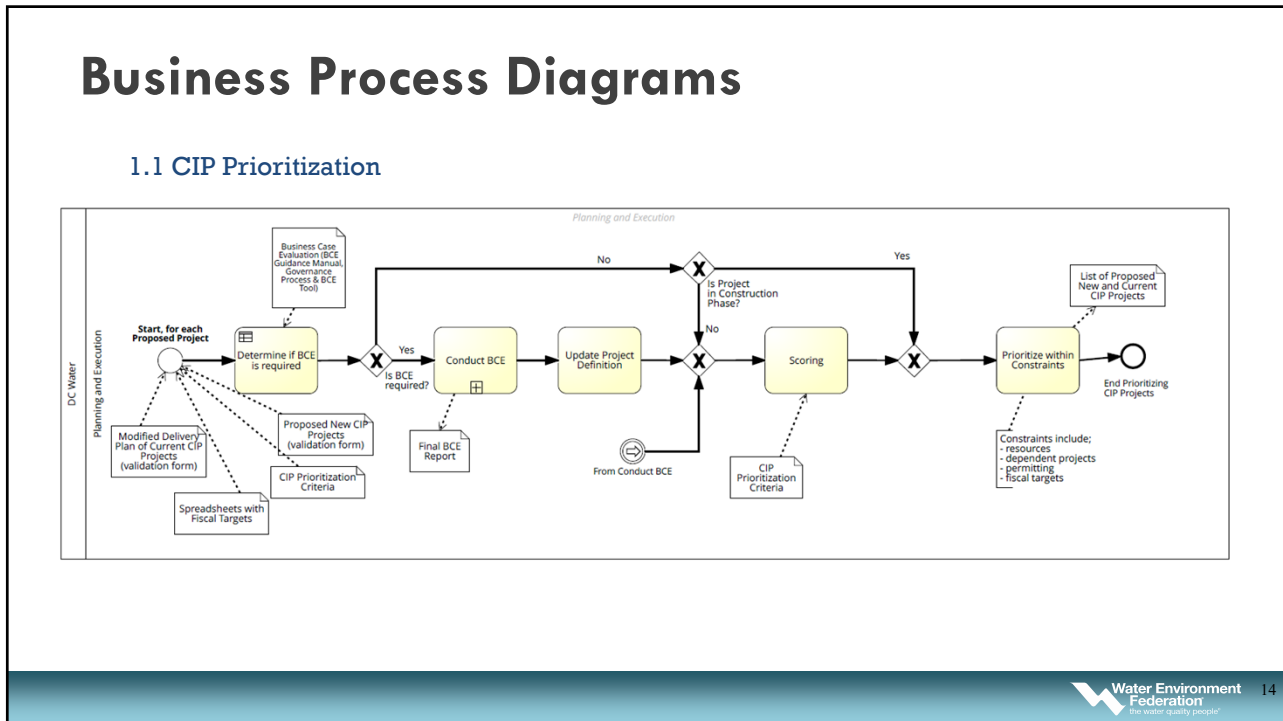 Business Process Diagrams
1.1 CIP Prioritization
Planning and Execution
DC Water
Planning and Execution
Business Case
Evaluation (BCE
Guidance Manual,
Governance
Process & BCE
Tool)
Start, for each
Proposed Project
Determine if BCE
is required
Is BCE
required?
Yes
No
Conduct BCE
Update Project
Definition
Is Project
in Construction
Phase?
No
Yes
Scoring
Prioritize within
Constraints
List of Proposed
New and Current
CIP Projects
End Prioritizing
CIP Projects
Modified Delivery
Plan of Current CIP
Projects
(validation form)
Proposed New CIP
Projects
(validation form)
CIP Prioritization
Criteria
Spreadsheets with
Fiscal Targets
Final BCE
Report
From Conduct BCE
CIP
Prioritization
Criteria
Constraints include;
- resources
- dependent projects
- permitting
- fiscal targets
Water Environment
Federation
the water quality people®
14